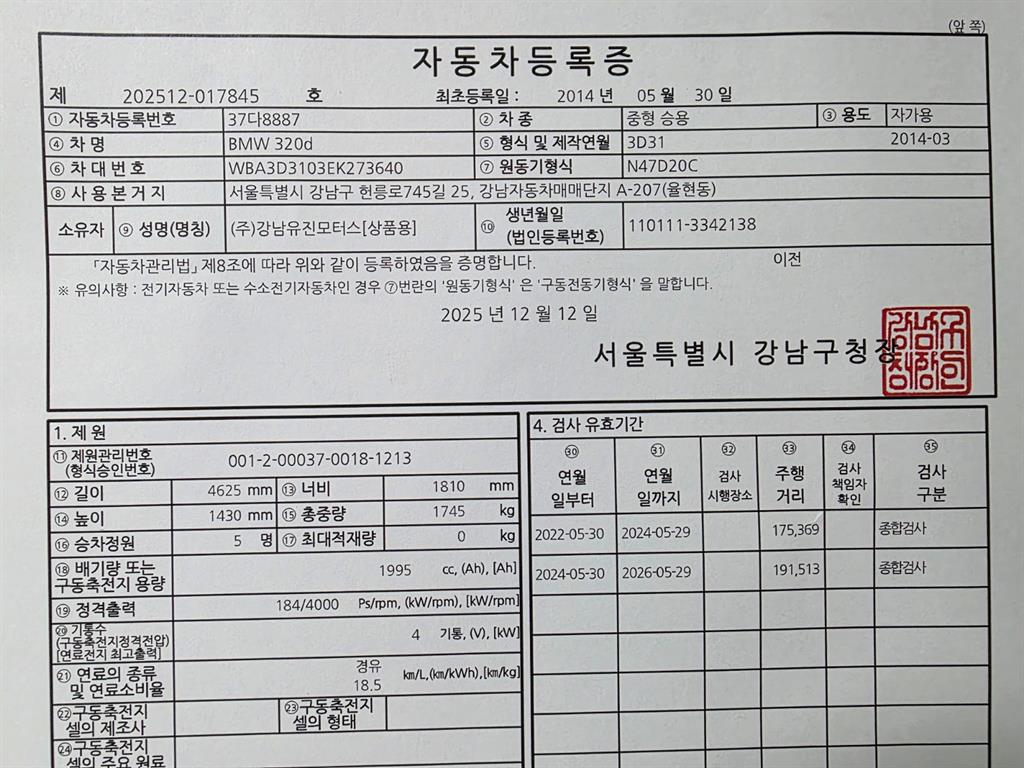 (앞 쪽)
자동차등록증
제 202512-017845 호 최초등록일 : 2014 년 05 월 30 일
① 자동차등록번호 37다8887 ② 차 종 중형 승용 ③ 용도 자가용
④ 차 명 BMW 320d ⑤ 형식 및 제작연월 3D31 2014-03
⑥ 차 대 번 호 WBA3D3103EK273640 ⑦ 원동기형식 N47D20C
⑧ 사 용 본 거 지 서울특별시 강남구 헌릉로745길 25, 강남자동차매매단지 A-207(율현동)
소유자 ⑨ 성명(명칭) (주)강남유진모터스[상품용] ⑩ 생년월일
(법인등록번호) 110111-3342138
「자동차관리법」 제8조에 따라 위와 같이 등록하였음을 증명합니다. 이전
※ 유의사항 : 전기자동차 또는 수소전기자동차인 경우 ⑦번란의 '원동기형식' 은 '구동전동기형식' 을 말합니다.
2025 년 12 월 12 일
서울특별시 강남구청장
1. 제 원
⑪ 제원관리번호
(형식승인번호) 001-2-00037-0018-1213
⑫ 길이 4625 mm ⑬ 너비 1810 mm
⑭ 높이 1430 mm ⑮ 총중량 1745 kg
⑯ 승차정원 5 명 ⑰ 최대적재량 0 kg
⑱ 배기량 또는
구동축전지 용량 1995 cc, (Ah), [Ah]
⑲ 정격출력 184/4000 Ps/rpm, (kW/rpm), [kW/rpm]
⑳ 기통수
(구동축전지정격전압)
[연료전지 최고출력] 4 기통, (V), [kW]
㉑ 연료의 종류
및 연료소비율 경유
18.5 km/L,(km/kWh),[km/kg]
㉒구동축전지
셀의 제조사 ㉓구동축전지
셀의 형태
㉔구동축전지
셀의 주요 원료
4. 검사 유효기간
㉚ ㉛ ㉜ ㉝ ㉞ ㉟
연월
일부터 연월
일까지 검사
시행장소 주행
거리 검사
책임자
확인 검사
구분
2022-05-30 2024-05-29 175,369 종합검사
2024-05-30 2026-05-29 191,513 종합검사